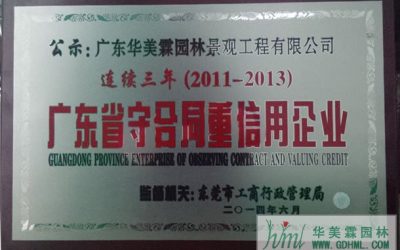 公示：广东华美霖园林景观工程有限公司
连续三年(2011-2013)
广东省守合同重信用企业
GUANGDONG PROVINCE ENTERPRISE OF OBSERVING CONTRACT AND VALUING CREDIT
监督机关：东莞市工商行政管理局
二〇一四年六月
hml 华美霖园林
WWW.GDHML.COM